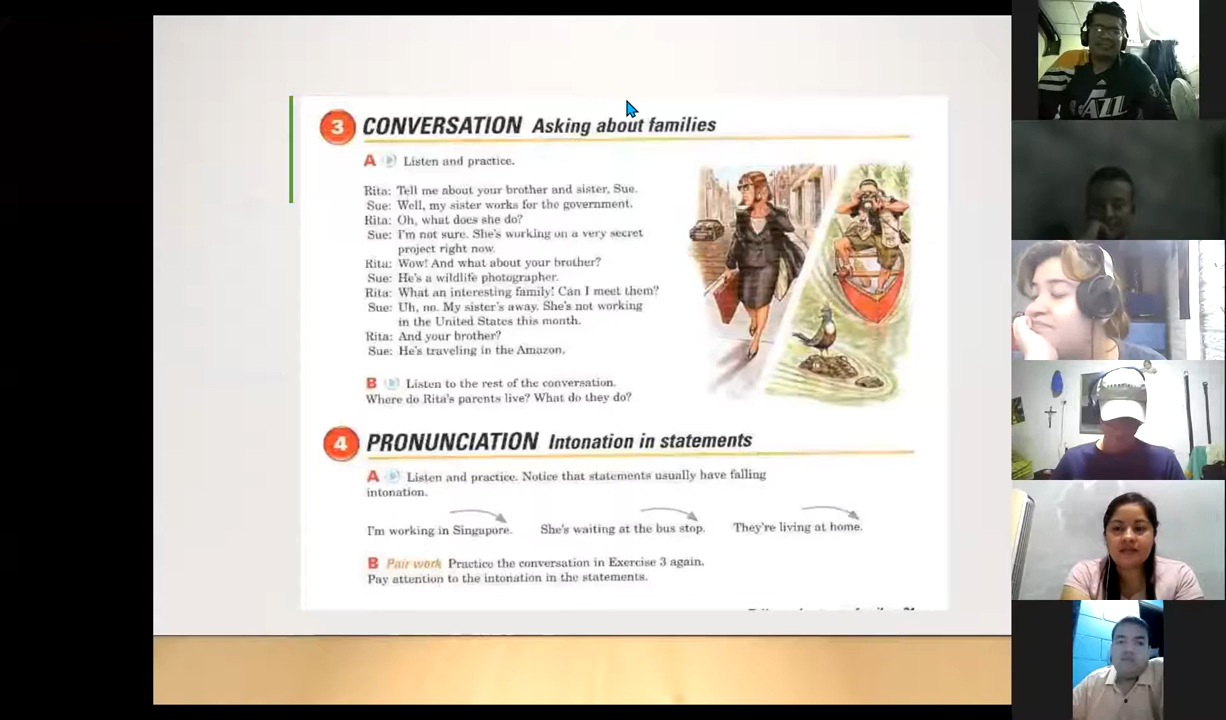 3 CONVERSATION Asking about families
A Listen and practice.
Rita: Tell me about your brother and sister, Sue.
Sue: Well, my sister works for the government.
Rita: Oh, what does she do?
Sue: I'm not sure. She's working on a very secret
project right now.
Rita: Wow! And what about your brother?
Sue: He's a wildlife photographer.
Rita: What an interesting family! Can I meet them?
Sue: Uh, no. My sister's away. She's not working
in the United States this month.
Rita: And your brother?
Sue: He's traveling in the Amazon.
B Listen to the rest of the conversation.
Where do Rita's parents live? What do they do?
4 PRONUNCIATION Intonation in statements
A Listen and practice. Notice that statements usually have falling
intonation.
I'm working in Singapore. She's waiting at the bus stop. They're living at home.
B Pair work Practice the conversation in Exercise 3 again.
Pay attention to the intonation in the statements.
JAZZ